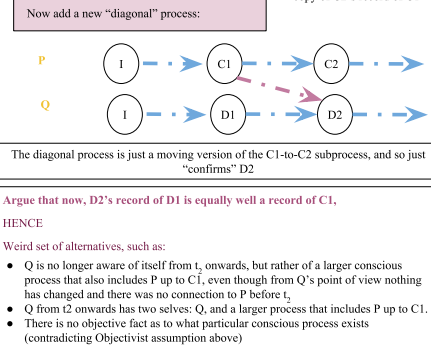 Now add a new “diagonal” process:
P
I
C1
C2
Q
I
D1
D2
The diagonal process is just a moving version of the C1-to-C2 subprocess, and so just
“confirms” D2
Argue that now, D2’s record of D1 is equally well a record of C1,
HENCE
Weird set of alternatives, such as:
● Q is no longer aware of itself from t2 onwards, but rather of a larger conscious
process that also includes P up to C1, even though from Q’s point of view nothing
has changed and there was no connection to P before t2
● Q from t2 onwards has two selves: Q, and a larger process that includes P up to C1.
● There is no objective fact as to what particular conscious process exists
(contradicting Objectivist assumption above)